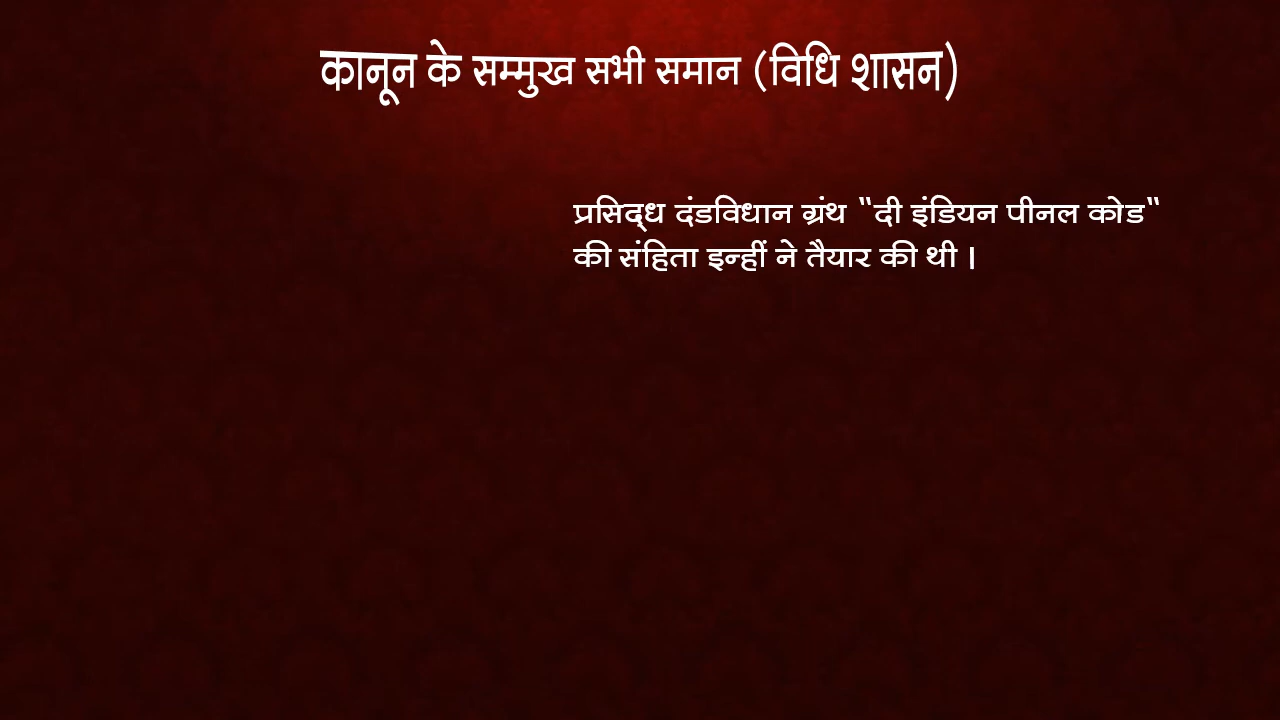 कानून के सम्मुख सभी समान (विधि शासन)
प्रसिद्ध दंडविधान ग्रंथ “दी इंडियन पीनल कोड“
की संहिता इन्हीं ने तैयार की थी ।